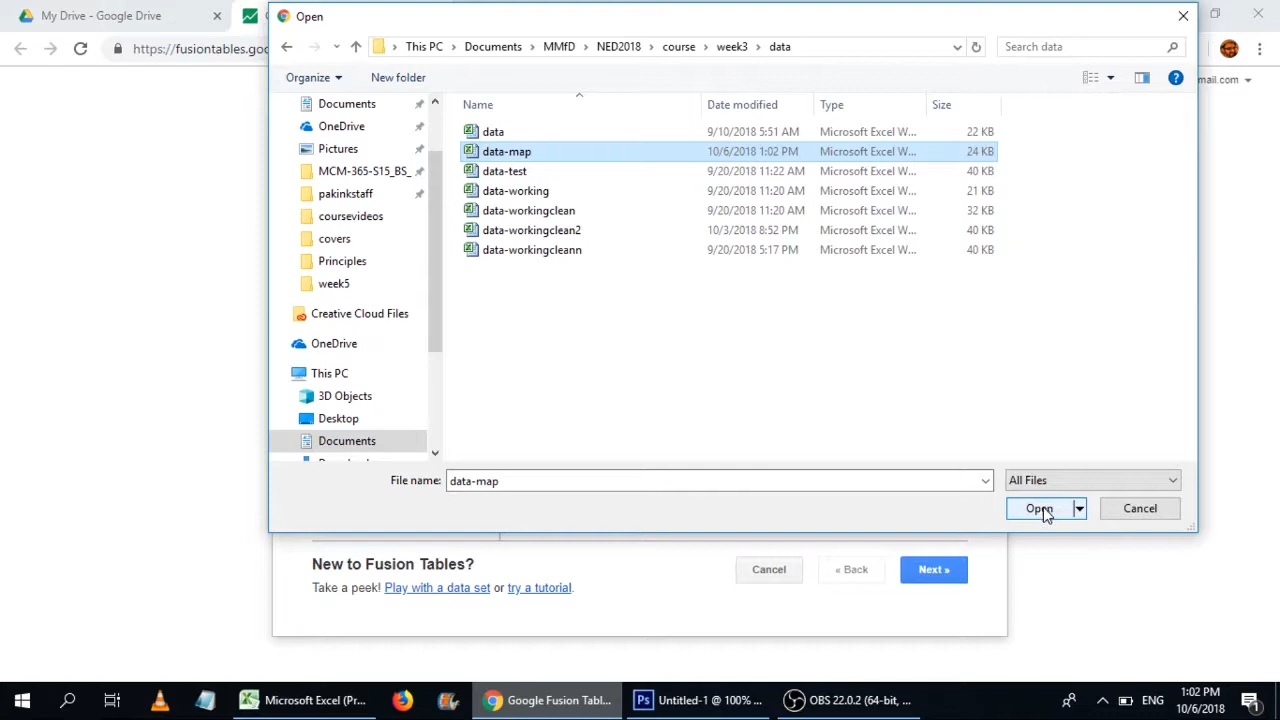 My Drive - Google Drive
Open
https://fusiontables.goo
This PC > Documents > MMfD > NED2018 > course > week3 > data
Search data
Organize
New folder
mail.com
Documents
OneDrive
Pictures
MCM-365-S15_BS_
pakinkstaff
coursevideos
covers
Principles
week5
Creative Cloud Files
OneDrive
This PC
3D Objects
Desktop
Documents
Name Date modified Type Size
data 9/10/2018 5:51 AM Microsoft Excel W... 22 KB
data-map 10/6/2018 1:02 PM Microsoft Excel W... 24 KB
data-test 9/20/2018 11:22 AM Microsoft Excel W... 40 KB
data-working 9/20/2018 11:20 AM Microsoft Excel W... 21 KB
data-workingclean 9/20/2018 11:20 AM Microsoft Excel W... 32 KB
data-workingclean2 10/3/2018 8:52 PM Microsoft Excel W... 40 KB
data-workingcleann 9/20/2018 5:17 PM Microsoft Excel W... 40 KB
File name: data-map
All Files
Open
Cancel
New to Fusion Tables?
Take a peek! Play with a data set or try a tutorial.
Cancel
« Back
Next »
Microsoft Excel (Pr...
Google Fusion Tabl...
Ps Untitled-1 @ 100% ...
OBS 22.0.2 (64-bit, ...
ENG
1:02 PM
10/6/2018
1